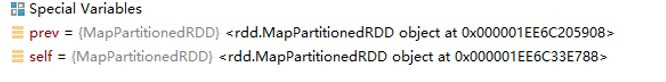 Special Variables
prev = {MapPartitionedRDD} <rdd.MapPartitionedRDD object at 0x000001EE6C205908>
self = {MapPartitionedRDD} <rdd.MapPartitionedRDD object at 0x000001EE6C33E788>